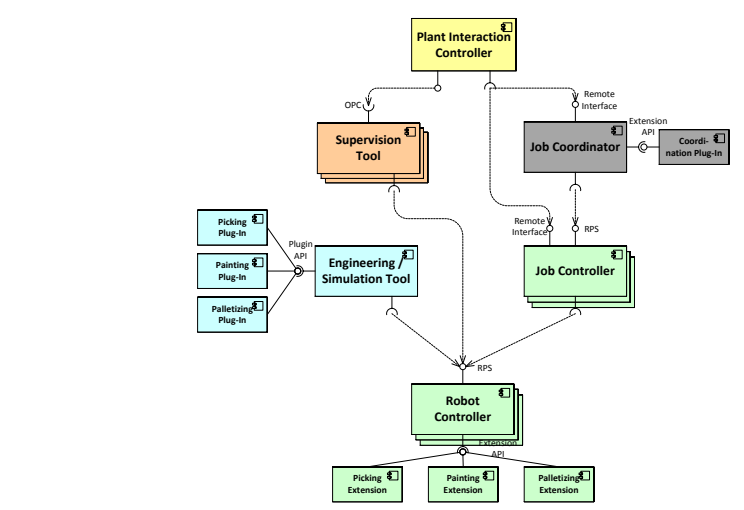 Plant Interaction
Controller
OPC
Remote
Interface
Supervision
Tool
Job Coordinator
Extension
API
Coordi-
nation Plug-In
Picking
Plug-In
Painting
Plug-In
Palletizing
Plug-In
Plugin
API
Engineering /
Simulation Tool
Remote
Interface
RPS
Job Controller
RPS
Robot
Controller
Extension
API
Picking
Extension
Painting
Extension
Palletizing
Extension